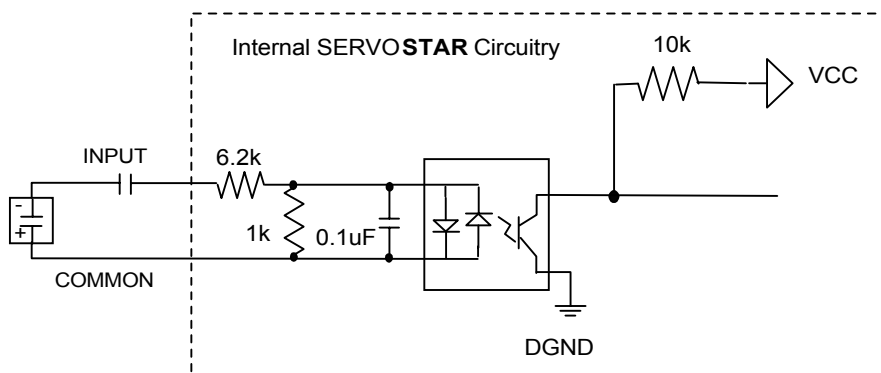 Internal SERVOSTAR Circuitry
10k
VCC
INPUT
6.2k
-
+
1k
0.1uF
COMMON
DGND